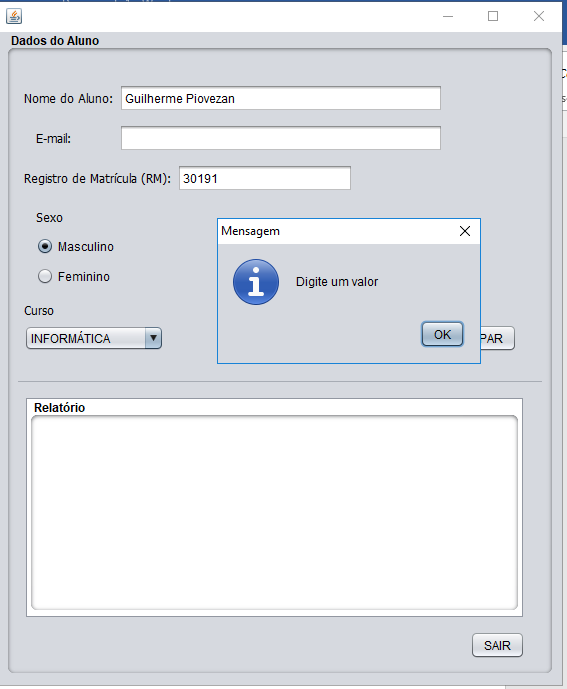 Dados do Aluno
Nome do Aluno: Guilherme Piovezan
E-mail:
Registro de Matrícula (RM): 30191
Sexo
Masculino
Feminino
Mensagem
Digite um valor
OK
Curso
INFORMÁTICA
PAR
Relatório
SAIR